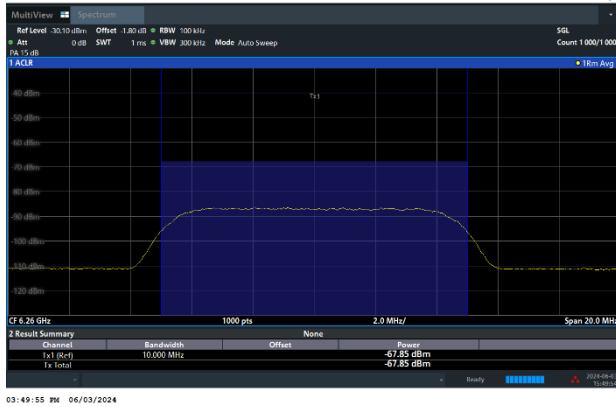 MultiView Spectrum
Ref Level -30.10 dBm Offset -1.80 dB RBW 100 kHz SGL
Att 0 dB SWT 1 ms VBW 300 kHz Mode Auto Sweep Count 1000/1000
PA 15 dB
1 ACLR 1Rm Avg
-40 dBm
Tx1
-50 dBm
-60 dBm
-70 dBm
-80 dBm
-90 dBm
-100 dBm
-110 dBm
-120 dBm
CF 6.26 GHz 1000 pts 2.0 MHz/ Span 20.0 MHz
2 Result Summary None
Channel Bandwidth Offset Power
Tx1 (Ref) 10.000 MHz -67.85 dBm
Tx Total -67.85 dBm
Ready
15:49:54
03:49:55 PM 06/03/2024